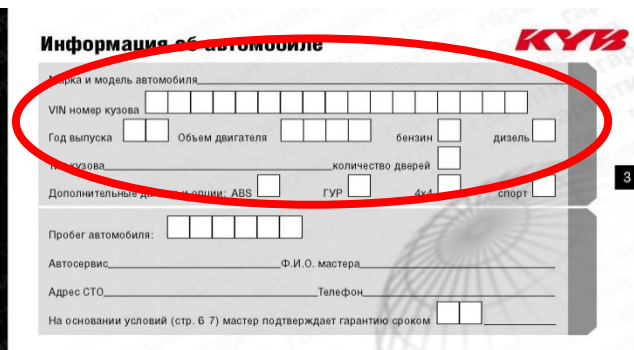 Информация об автомобиле
KYB
Марка и модель автомобиля
VIN номер кузова
Год выпуска Объем двигателя бензин дизель
Тип кузова количество дверей
Дополнительные данные и опции: ABS ГУР 4x4 спорт
3
Пробег автомобиля:
Автосервис Ф.И.О. мастера
Адрес СТО Телефон
На основании условий (стр. 6 7) мастер подтверждает гарантию сроком